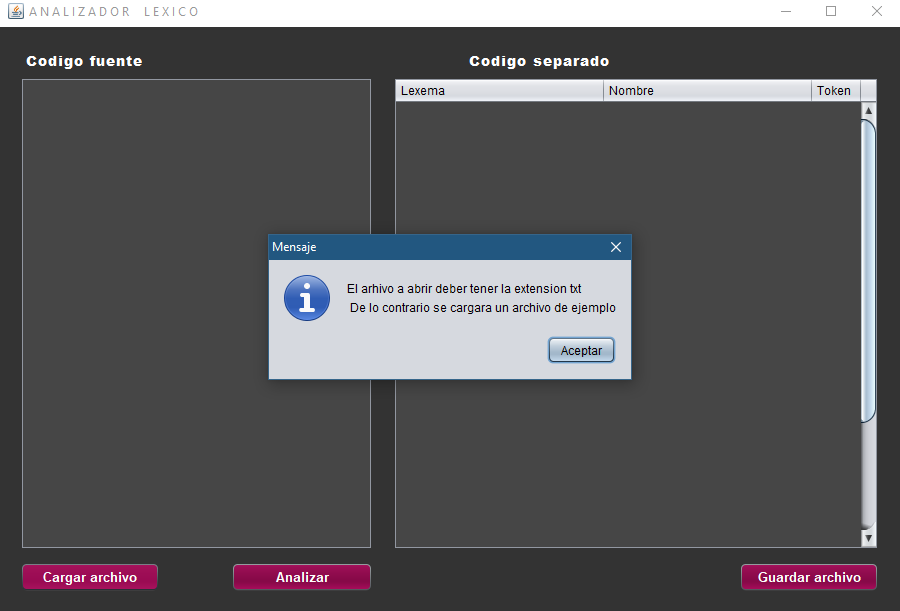 ANALIZADOR LEXICO
Codigo fuente
Codigo separado
Lexema
Nombre
Token
Mensaje
El arhivo a abrir deber tener la extension txt
De lo contrario se cargara un archivo de ejemplo
Aceptar
Cargar archivo
Analizar
Guardar archivo